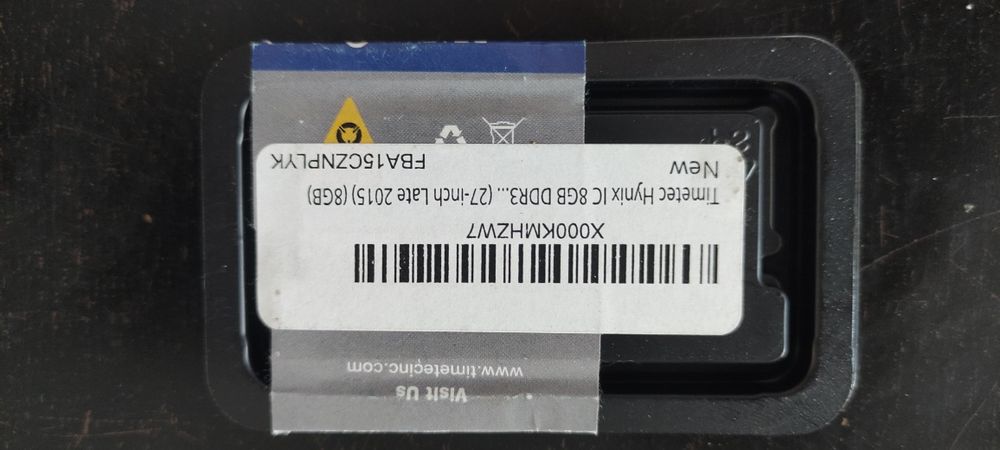 X000KMHZW7
Timetec Hynix IC 8GB DDR3... (27-inch Late 2015) (8GB)
New
FBA15CZNPLYK
Visit Us
www.timetecinc.com